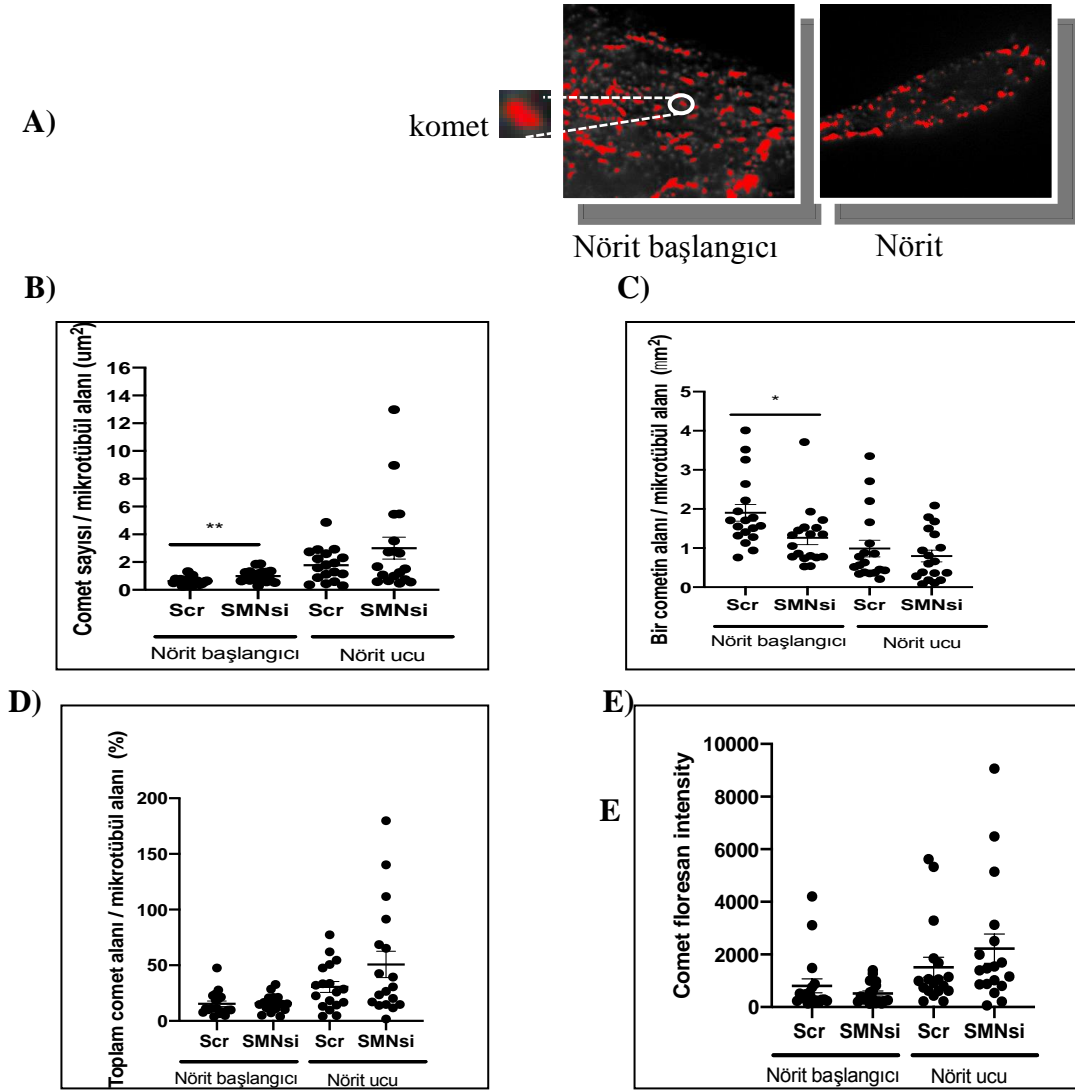 A)
komet
Nörit başlangıcı
Nörit
B)
Comet sayısı / mikrotübül alanı (um²)
16
14
12
10
8
6
4
2
0
**
Scr
SMNsi
Scr
SMNsi
Nörit başlangıcı
Nörit ucu
C)
Bir cometin alanı / mikrotübül alanı (mm²)
5
4
3
2
1
0
*
Scr
SMNsi
Scr
SMNsi
Nörit başlangıcı
Nörit ucu
D)
Toplam comet alanı / mikrotübül alanı (%)
200
150
100
50
0
Scr
SMNsi
Scr
SMNsi
Nörit başlangıcı
Nörit ucu
E)
E
Comet floresan intensity
10000
8000
6000
4000
2000
0
Scr
SMNsi
Scr
SMNsi
Nörit başlangıcı
Nörit ucu